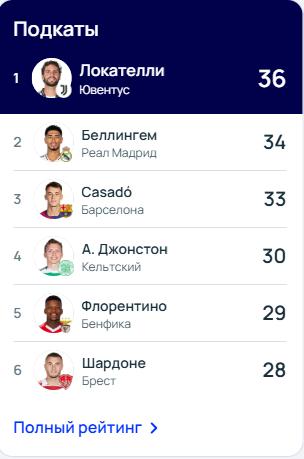 Подкаты
1 Локателли 36
Ювентус
2 Беллингем 34
Реал Мадрид
3 Casadó 33
Барселона
4 А. Джонстон 30
Кельтский
5 Флорентино 29
Бенфика
6 Шардоне 28
Брест
Полный рейтинг